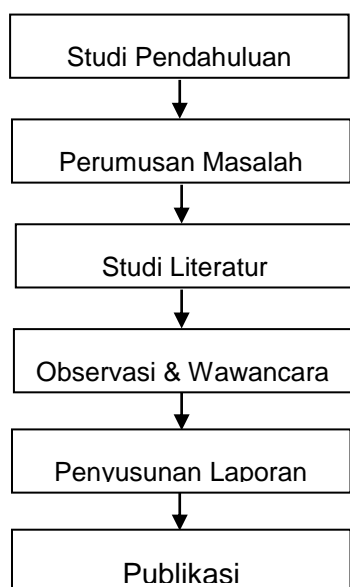 Studi Pendahuluan
Perumusan Masalah
Studi Literatur
Observasi & Wawancara
Penyusunan Laporan
Publikasi